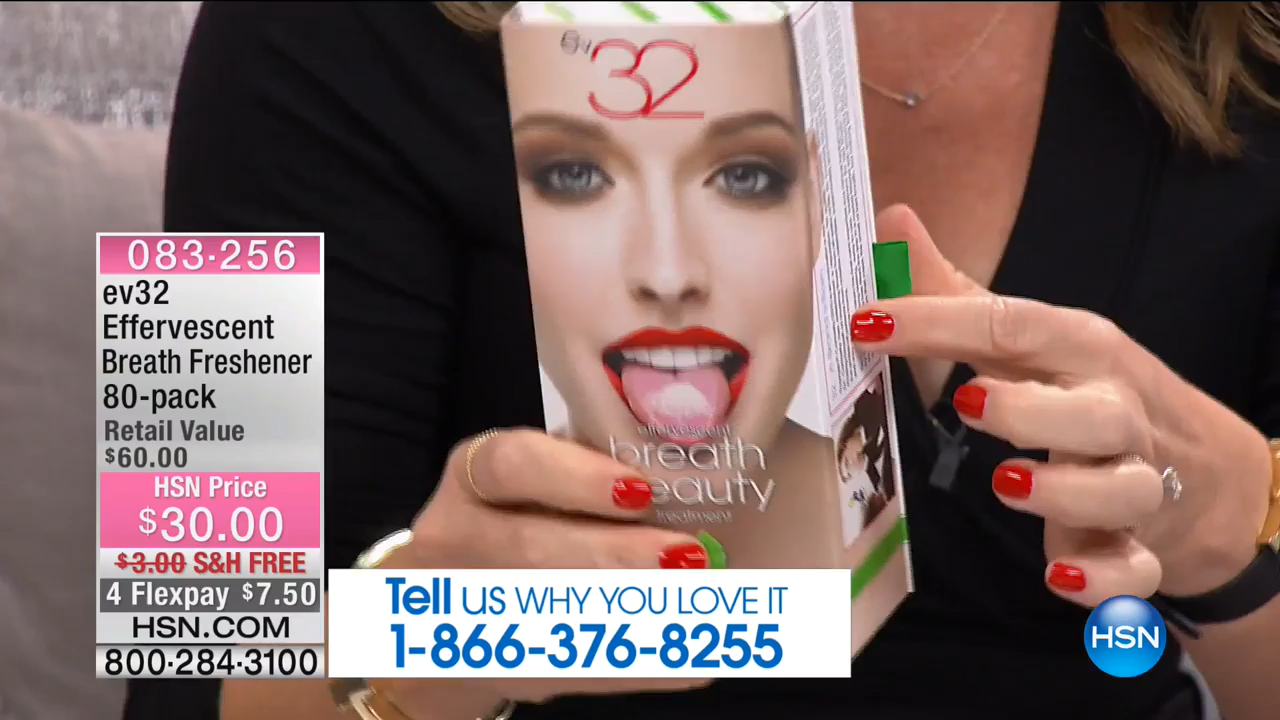 ev32
effervescent
breath
beauty
treatment
083-256
ev32
Effervescent
Breath Freshener
80-pack
Retail Value
$60.00
HSN Price
$30.00
$3.00 S&H FREE
4 Flexpay $7.50
HSN.COM
800·284·3100
Tell us WHY YOU LOVE IT
1-866-376-8255
HSN